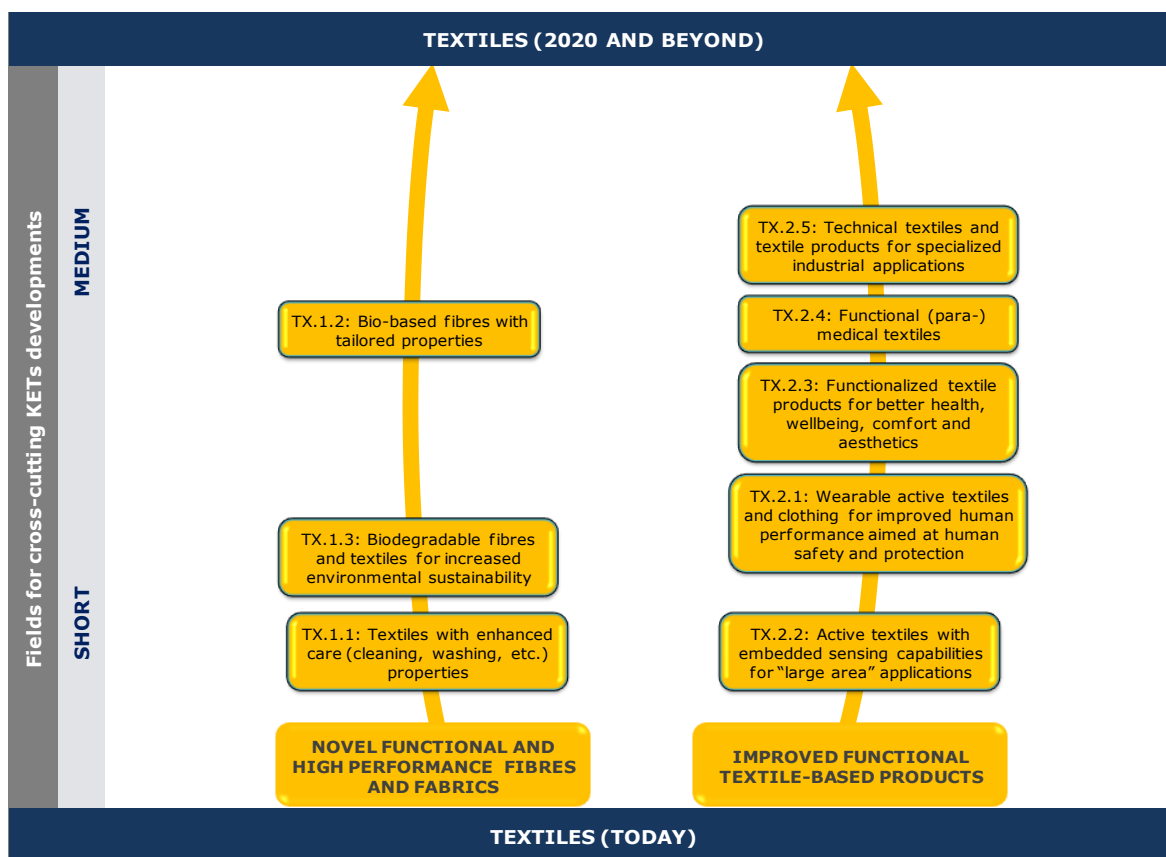 TEXTILES (2020 AND BEYOND)
Fields for cross-cutting KETs developments
MEDIUM
SHORT
TX.1.2: Bio-based fibres with
tailored properties
TX.1.3: Biodegradable fibres
and textiles for increased
environmental sustainability
TX.1.1: Textiles with enhanced
care (cleaning, washing, etc.)
properties
NOVEL FUNCTIONAL AND
HIGH PERFORMANCE FIBRES
AND FABRICS
TX.2.5: Technical textiles and
textile products for specialized
industrial applications
TX.2.4: Functional (para-)
medical textiles
TX.2.3: Functionalized textile
products for better health,
wellbeing, comfort and
aesthetics
TX.2.1: Wearable active textiles
and clothing for improved human
performance aimed at human
safety and protection
TX.2.2: Active textiles with
embedded sensing capabilities
for “large area” applications
IMPROVED FUNCTIONAL
TEXTILE-BASED PRODUCTS
TEXTILES (TODAY)